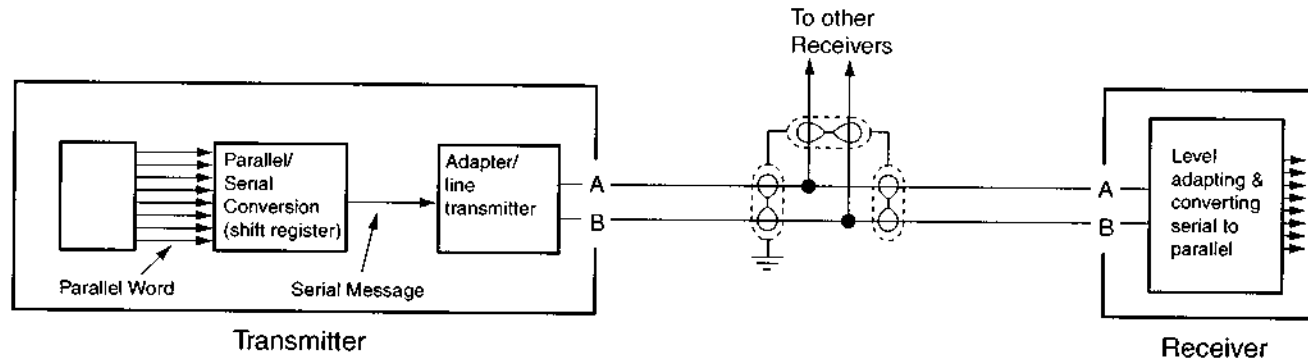 To other
Receivers
Parallel/
Serial
Conversion
(shift register)
Adapter/
line
transmitter
A
B
A
B
Level
adapting &
converting
serial to
parallel
Parallel Word
Serial Message
Transmitter
Receiver